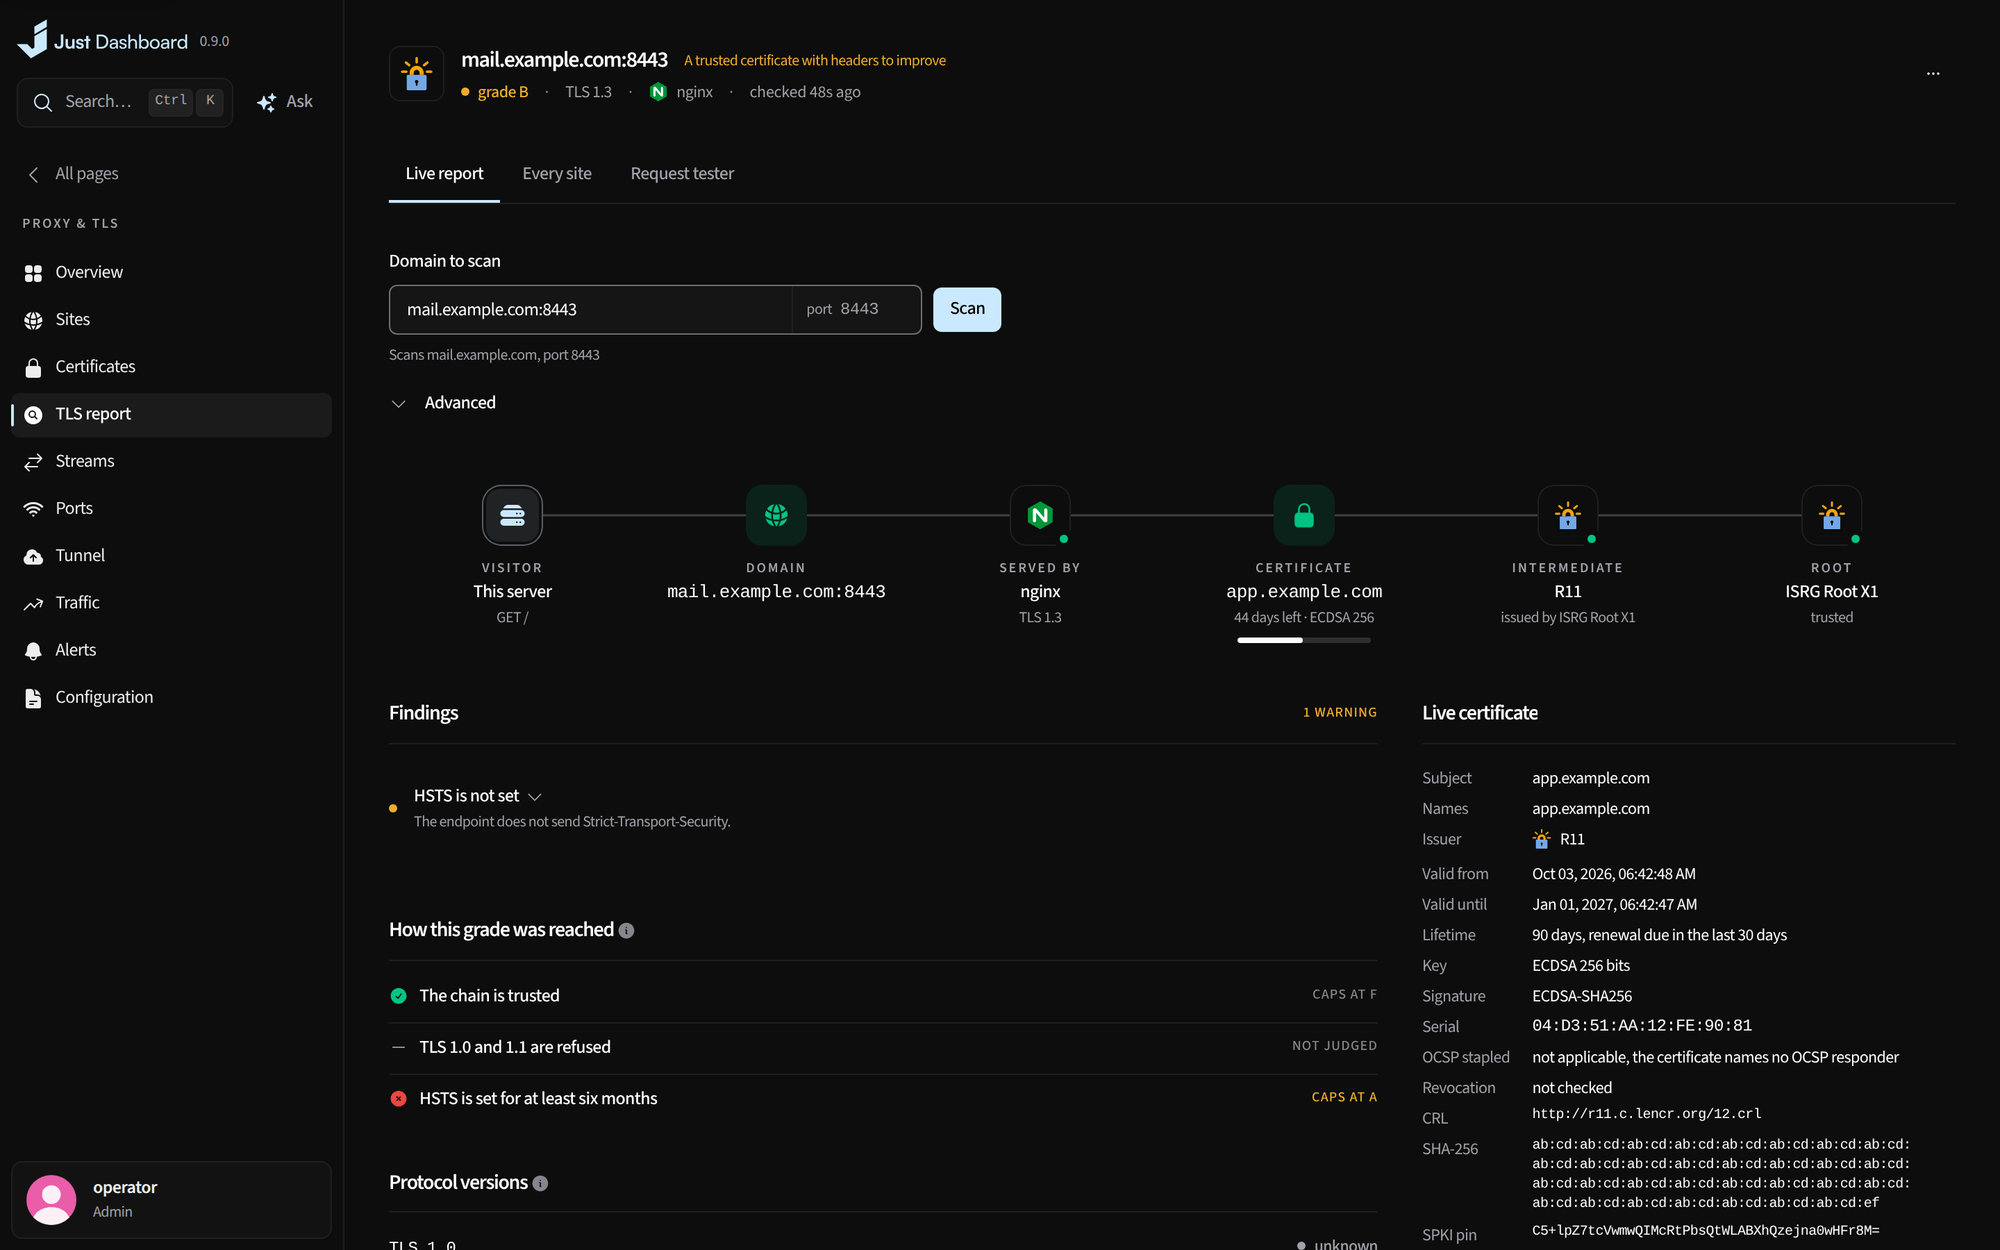 Just Dashboard 0.9.0
Search... Ctrl K
Ask
All pages
PROXY & TLS
Overview
Sites
Certificates
TLS report
Streams
Ports
Tunnel
Traffic
Alerts
Configuration
operator
Admin
mail.example.com:8443 A trusted certificate with headers to improve
grade B · TLS 1.3 · nginx · checked 48s ago
...
Live report
Every site
Request tester
Domain to scan
mail.example.com:8443 port 8443
Scan
Scans mail.example.com, port 8443
Advanced
VISITOR
This server
GET /
DOMAIN
mail.example.com:8443
SERVED BY
nginx
TLS 1.3
CERTIFICATE
app.example.com
44 days left · ECDSA 256
INTERMEDIATE
R11
issued by ISRG Root X1
ROOT
ISRG Root X1
trusted
Findings 1 WARNING
HSTS is not set
The endpoint does not send Strict-Transport-Security.
How this grade was reached
The chain is trusted CAPS AT F
TLS 1.0 and 1.1 are refused NOT JUDGED
HSTS is set for at least six months CAPS AT A
Protocol versions
TLS 1.0 unknown
Live certificate
Subject app.example.com
Names app.example.com
Issuer R11
Valid from Oct 03, 2026, 06:42:48 AM
Valid until Jan 01, 2027, 06:42:47 AM
Lifetime 90 days, renewal due in the last 30 days
Key ECDSA 256 bits
Signature ECDSA-SHA256
Serial 04:D3:51:AA:12:FE:90:81
OCSP stapled not applicable, the certificate names no OCSP responder
Revocation not checked
CRL http://r11.c.lencr.org/12.crl
SHA-256 ab:cd:ab:cd:ab:cd:ab:cd:ab:cd:ab:cd:ab:cd:ab:cd:
ab:cd:ab:cd:ab:cd:ab:cd:ab:cd:ab:cd:ab:cd:ab:cd:
ab:cd:ab:cd:ab:cd:ab:cd:ab:cd:ab:cd:ab:cd:ab:cd:
ab:cd:ab:cd:ab:cd:ab:cd:ab:cd:ab:cd:ab:cd:ef
SPKI pin C5+lpZ7tcVwmwQIMcRtPbsQtWLABXhQzejna0wHFr8M=